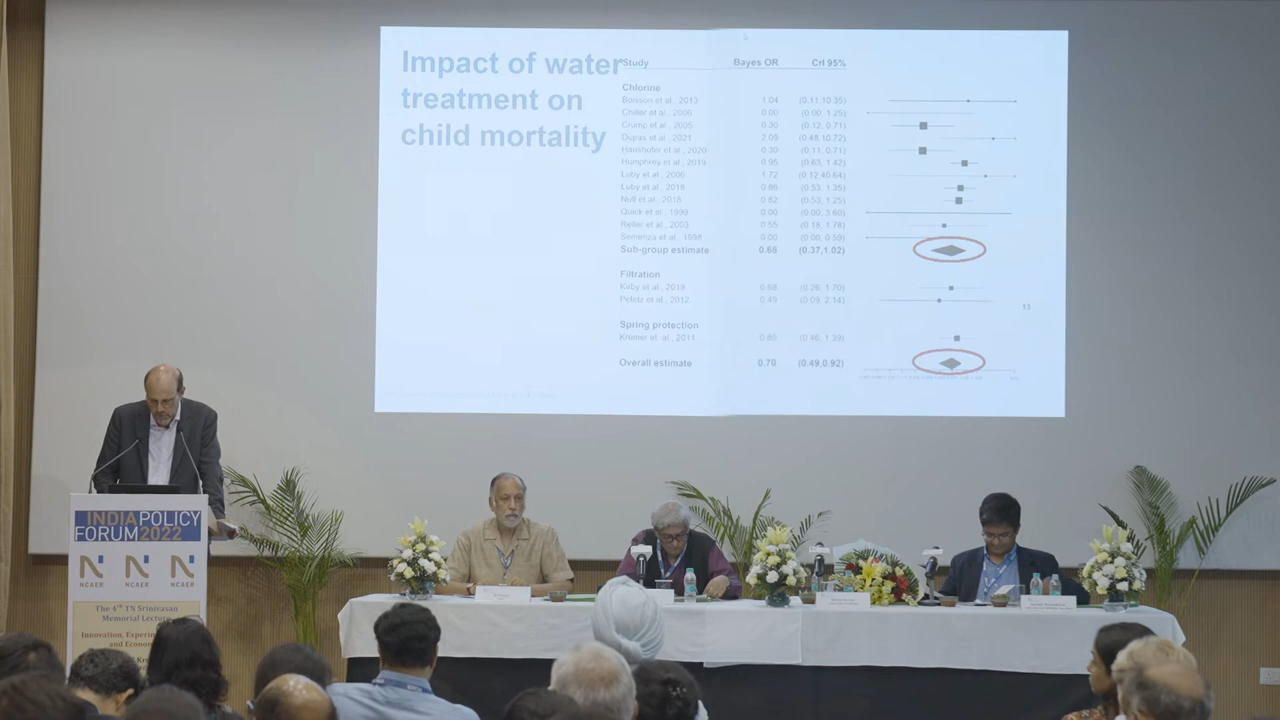 Impact of water
treatment on
child mortality
Study Bayes OR CrI 95%
Chlorine
Boisson et al., 2013 1.04 (0.11,10.35)
Chiller et al., 2006 0.00 (0.00, 1.25)
Crump et al., 2005 0.30 (0.12, 0.71)
Dupas et al., 2021 2.09 (0.48,10.72)
Haushofer et al., 2020 0.30 (0.11, 0.71)
Humphrey et al., 2019 0.95 (0.63, 1.42)
Luby et al., 2006 1.72 (0.12,40.64)
Luby et al., 2018 0.86 (0.53, 1.35)
Null et al., 2018 0.82 (0.53, 1.25)
Quick et al., 1999 0.00 (0.00, 3.60)
Reller et al., 2003 0.55 (0.18, 1.78)
Semenza et al., 1998 0.00 (0.00, 0.59)
Sub-group estimate 0.66 (0.37,1.02)
Filtration
Kirby et al., 2019 0.68 (0.26, 1.70)
Peletz et al., 2012 0.49 (0.09, 2.14)
Spring protection
Kremer et. al., 2011 0.80 (0.46, 1.39)
Overall estimate 0.70 (0.49,0.92)
13
INDIA POLICY
FORUM 2022
NCAER NCAER NCAER
The 4th TN Srinivasan
Memorial Lecture
Innovation,